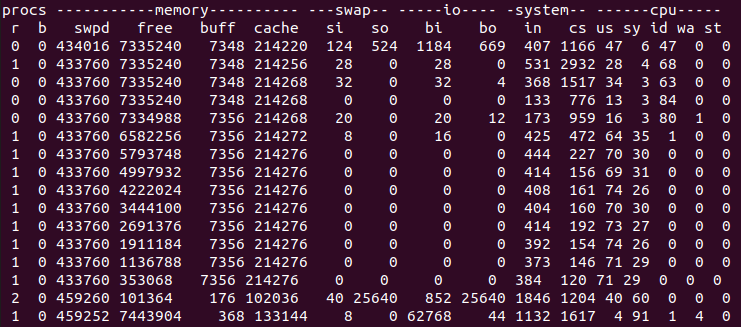 procs -----------memory---------- ---swap-- -----io---- -system-- ------cpu-----
 r  b   swpd   free   buff  cache   si   so    bi    bo   in   cs us sy id wa st
 0  0 434016 7335240   7348 214220  124  524  1184   669  407 1166 47  6 47  0  0
 1  0 433760 7335240   7348 214256   28    0    28     0  531 2932 28  4 68  0  0
 0  0 433760 7335240   7348 214268   32    0    32     4  368 1517 34  3 63  0  0
 0  0 433760 7335240   7348 214268    0    0     0     0  133  776 13  3 84  0  0
 0  0 433760 7334988   7356 214268   20    0    20    12  173  959 16  3 80  1  0
 1  0 433760 6582256   7356 214272    8    0    16     0  425  472 64 35  1  0  0
 1  0 433760 5793748   7356 214276    0    0     0     0  444  227 70 30  0  0  0
 1  0 433760 4997932   7356 214276    0    0     0     0  414  156 69 31  0  0  0
 1  0 433760 4222024   7356 214276    0    0     0     0  408  161 74 26  0  0  0
 1  0 433760 3444100   7356 214276    0    0     0     0  404  160 70 30  0  0  0
 1  0 433760 2691376   7356 214276    0    0     0     0  414  192 73 27  0  0  0
 1  0 433760 1911184   7356 214276    0    0     0     0  392  154 74 26  0  0  0
 1  0 433760 1136788   7356 214276    0    0     0     0  373  146 71 29  0  0  0
 1  0 433760 353068   7356 214276    0    0     0     0  384  120 71 29  0  0  0
 2  0 459260 101364    176 102036   40 25640   852 25640 1846 1204 40 60  0  0  0
 1  0 459252 7443904    368 133144    8    0 62768    44 1132 1617  4 91  1  4  0